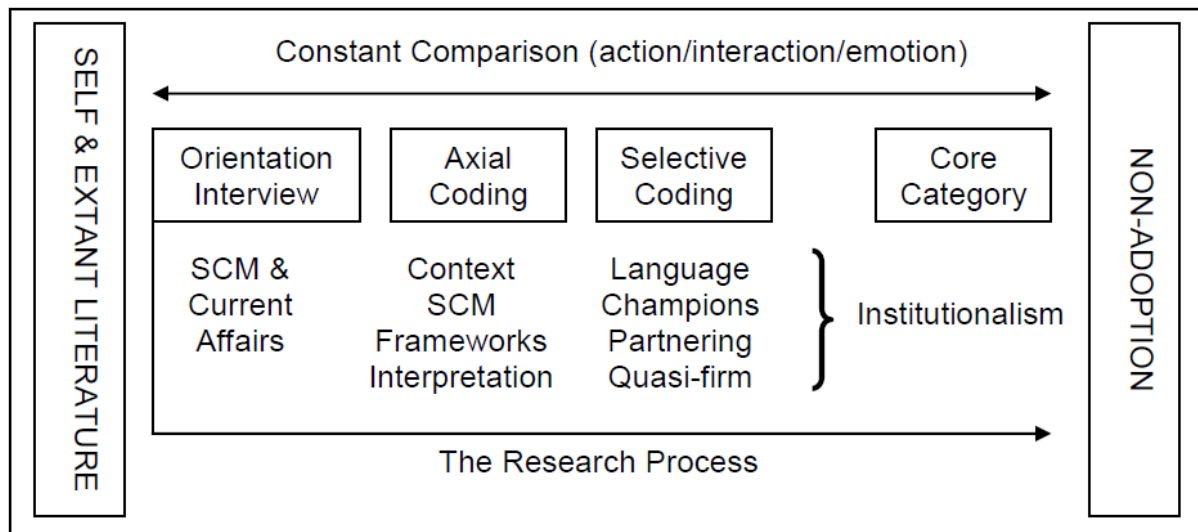 SELF & EXTANT LITERATURE
Constant Comparison (action/interaction/emotion)
Orientation
Interview
Axial
Coding
Selective
Coding
Core
Category
SCM &
Current
Affairs
Context
SCM
Frameworks
Interpretation
Language
Champions
Partnering
Quasi-firm
Institutionalism
The Research Process
NON-ADOPTION